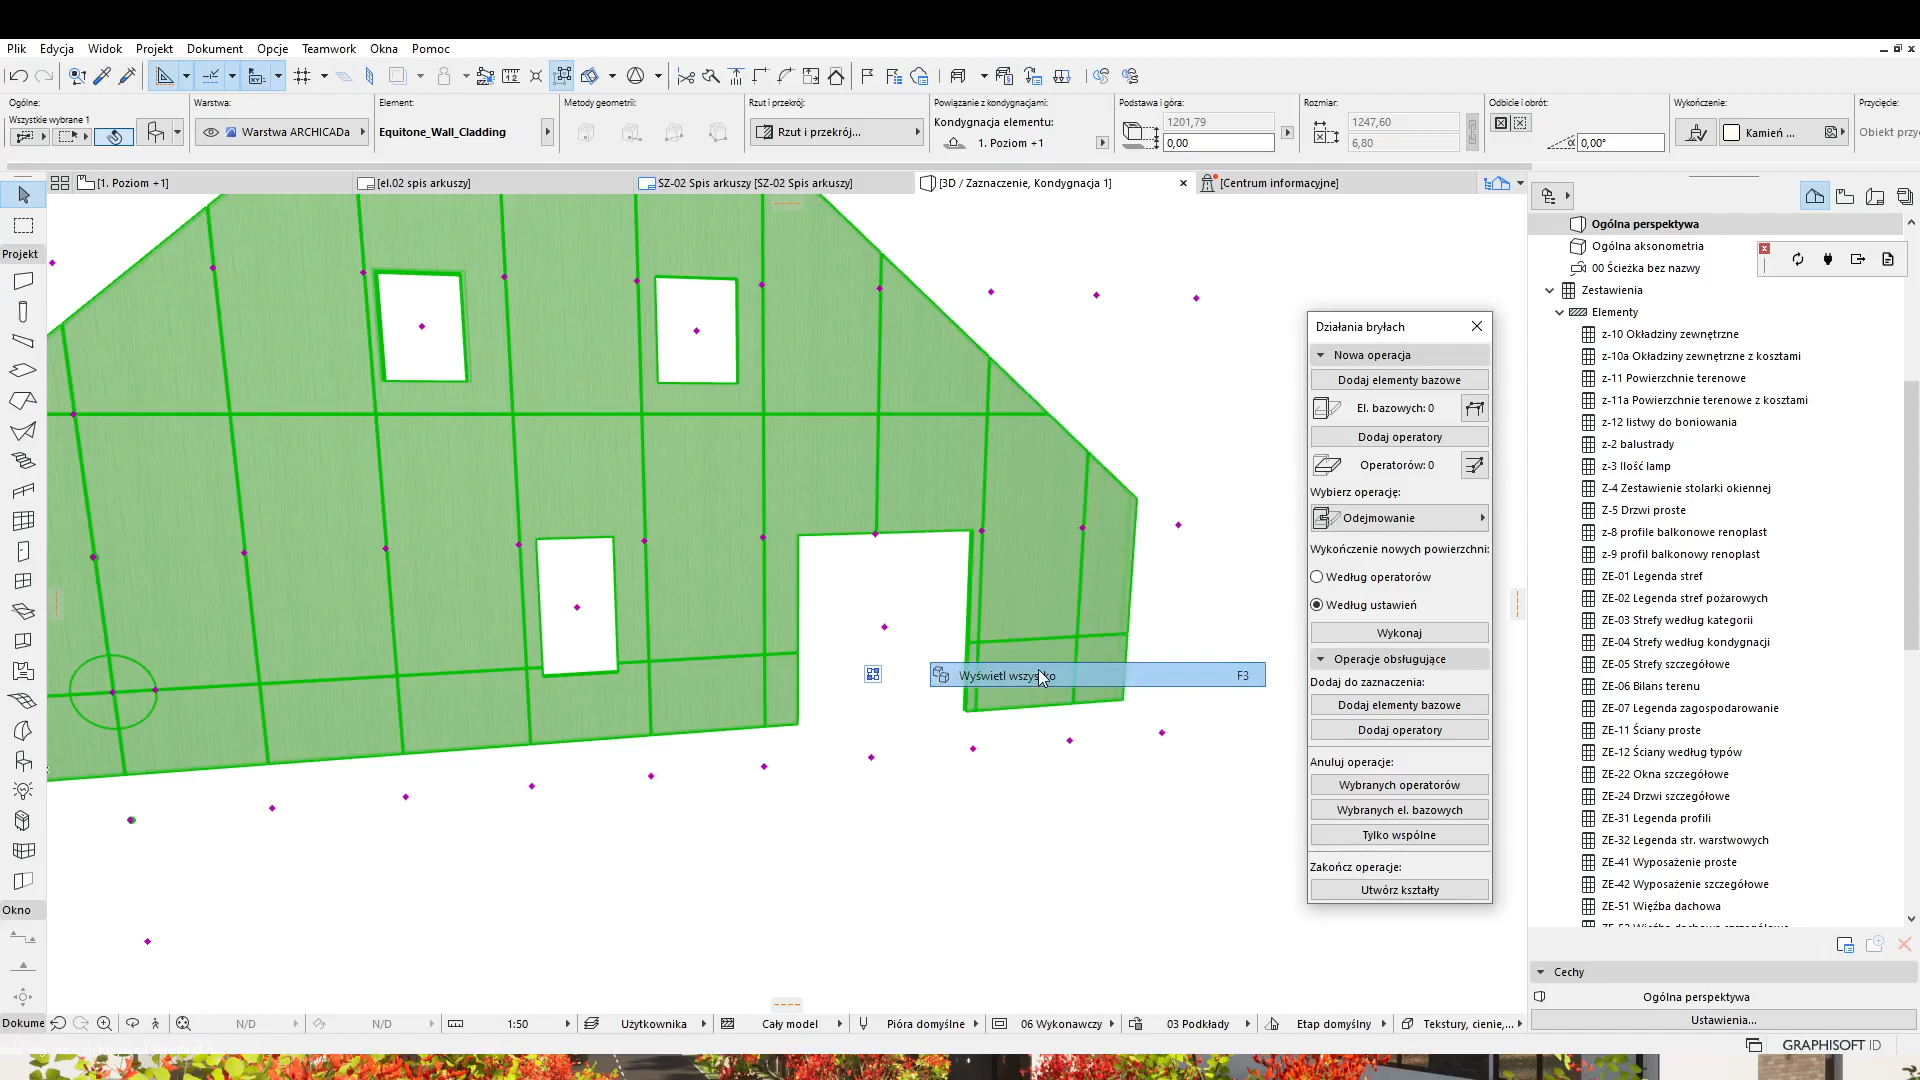 Plik Edycja Widok Projekt Dokument Opcje Teamwork Okna Pomoc
Ogólne: Warstwa: Element: Metody geometrii: Rzut i przekrój: Powiązanie z kondygnacjami: Podstawa i góra: Rozmiar: Odbicie i obrót: Wykończenie: Przycięcie:
Wszystkie wybrane 1
Warstwa ARCHICADa
Equitone_Wall_Cladding
Rzut i przekrój...
Kondygnacja elementu:
1. Poziom +1
1201,79
0,00
1247,60
6,80
0,00°
Kamień ...
Obiekt przy
[1. Poziom +1]
[el.02 spis arkuszy]
SZ-02 Spis arkuszy [SZ-02 Spis arkuszy]
[3D / Zaznaczenie, Kondygnacja 1]
[Centrum informacyjne]
Projekt
Okno
Dokume
Wyświetl wszystko F3
Działania bryłach
Nowa operacja
Dodaj elementy bazowe
El. bazowych: 0
Dodaj operatory
Operatorów: 0
Wybierz operację:
Odejmowanie
Wykończenie nowych powierzchni:
Według operatorów
Według ustawień
Wykonaj
Operacje obsługujące
Dodaj do zaznaczenia:
Dodaj elementy bazowe
Dodaj operatory
Anuluj operacje:
Wybranych operatorów
Wybranych el. bazowych
Tylko wspólne
Zakończ operacje:
Utwórz kształty
Ogólna perspektywa
Ogólna aksonometria
00 Ścieżka bez nazwy
Zestawienia
Elementy
z-10 Okładziny zewnętrzne
z-10a Okładziny zewnętrzne z kosztami
z-11 Powierzchnie terenowe
z-11a Powierzchnie terenowe z kosztami
z-12 listwy do boniowania
z-2 balustrady
z-3 Ilość lamp
Z-4 Zestawienie stolarki okiennej
Z-5 Drzwi proste
z-8 profile balkonowe renoplast
z-9 profil balkonowy renoplast
ZE-01 Legenda stref
ZE-02 Legenda stref pożarowych
ZE-03 Strefy według kategorii
ZE-04 Strefy według kondygnacji
ZE-05 Strefy szczegółowe
ZE-06 Bilans terenu
ZE-07 Legenda zagospodarowanie
ZE-11 Ściany proste
ZE-12 Ściany według typów
ZE-22 Okna szczegółowe
ZE-24 Drzwi szczegółowe
ZE-31 Legenda profili
ZE-32 Legenda str. warstwowych
ZE-41 Wyposażenie proste
ZE-42 Wyposażenie szczegółowe
ZE-51 Więźba dachowa
Cechy
Ogólna perspektywa
Ustawienia...
N/D N/D 1:50 Użytkownika Cały model Pióra domyślne 06 Wykonawczy 03 Podkłady Etap domyślny Tekstury, cienie,...
GRAPHISOFT ID